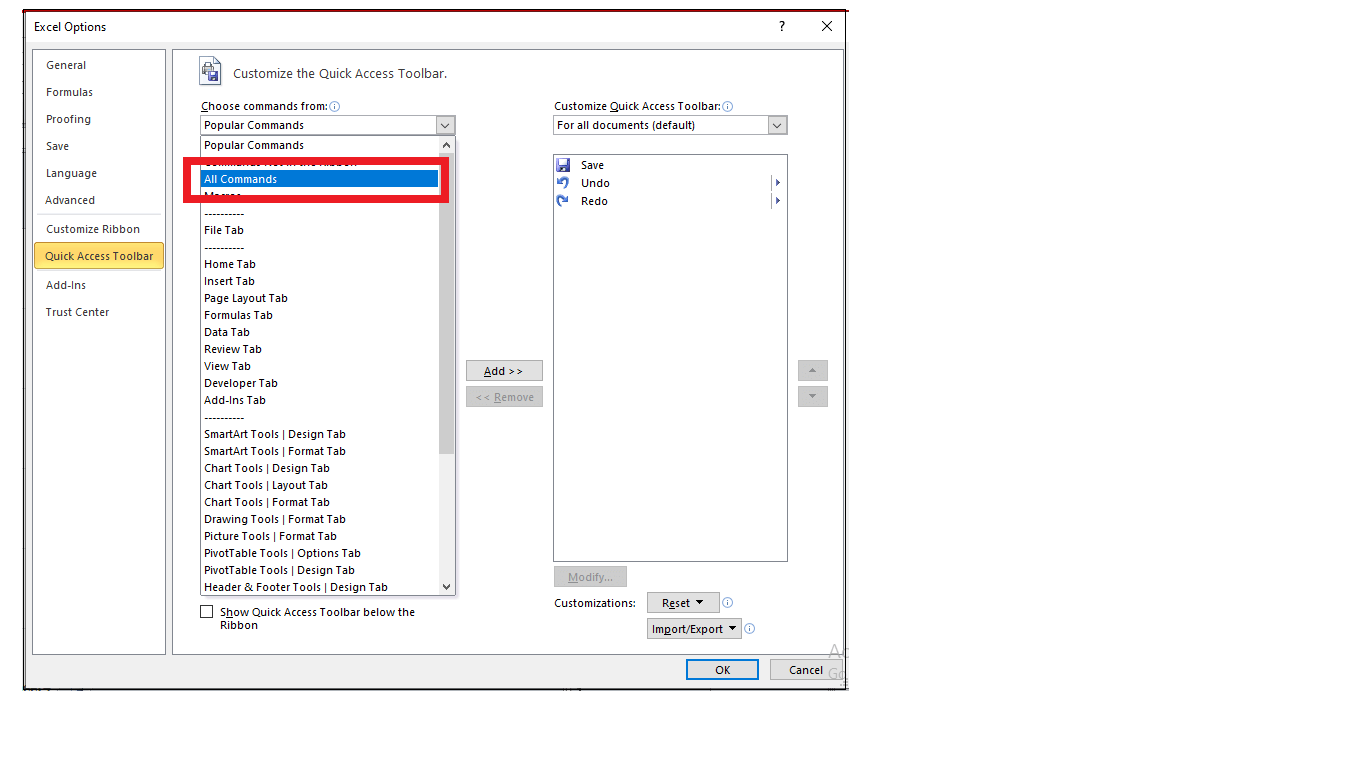 Excel Options
?
General
Formulas
Proofing
Save
Language
Advanced
Customize Ribbon
Quick Access Toolbar
Add-Ins
Trust Center
Customize the Quick Access Toolbar.
Choose commands from:
Popular Commands
Popular Commands
All Commands
Macros
----------
File Tab
----------
Home Tab
Insert Tab
Page Layout Tab
Formulas Tab
Data Tab
Review Tab
View Tab
Developer Tab
Add-Ins Tab
----------
SmartArt Tools | Design Tab
SmartArt Tools | Format Tab
Chart Tools | Design Tab
Chart Tools | Layout Tab
Chart Tools | Format Tab
Drawing Tools | Format Tab
Picture Tools | Format Tab
PivotTable Tools | Options Tab
PivotTable Tools | Design Tab
Header & Footer Tools | Design Tab
Show Quick Access Toolbar below the
Ribbon
Add >>
<< Remove
Customize Quick Access Toolbar:
For all documents (default)
Save
Undo
Redo
Modify...
Customizations:
Reset
Import/Export
OK
Cancel